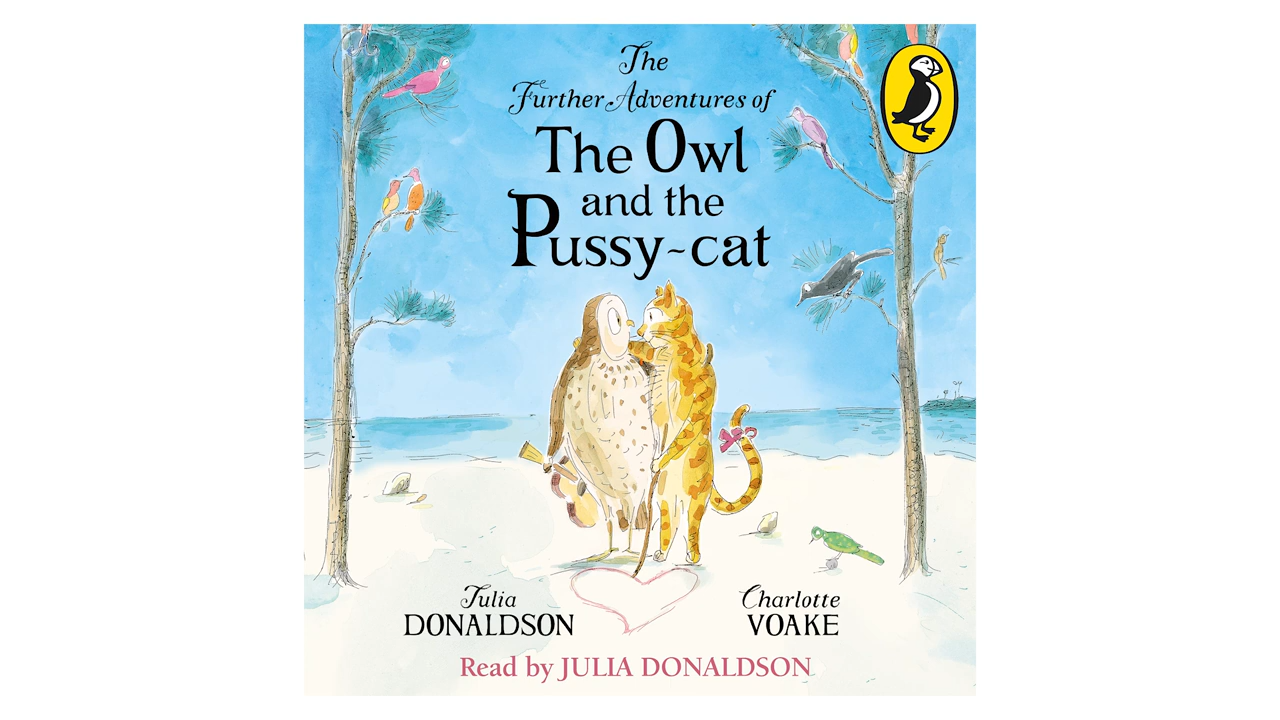 The
Further Adventures of
The Owl
and the
Pussy~cat
Julia
DONALDSON
Charlotte
VOAKE
Read by JULIA DONALDSON